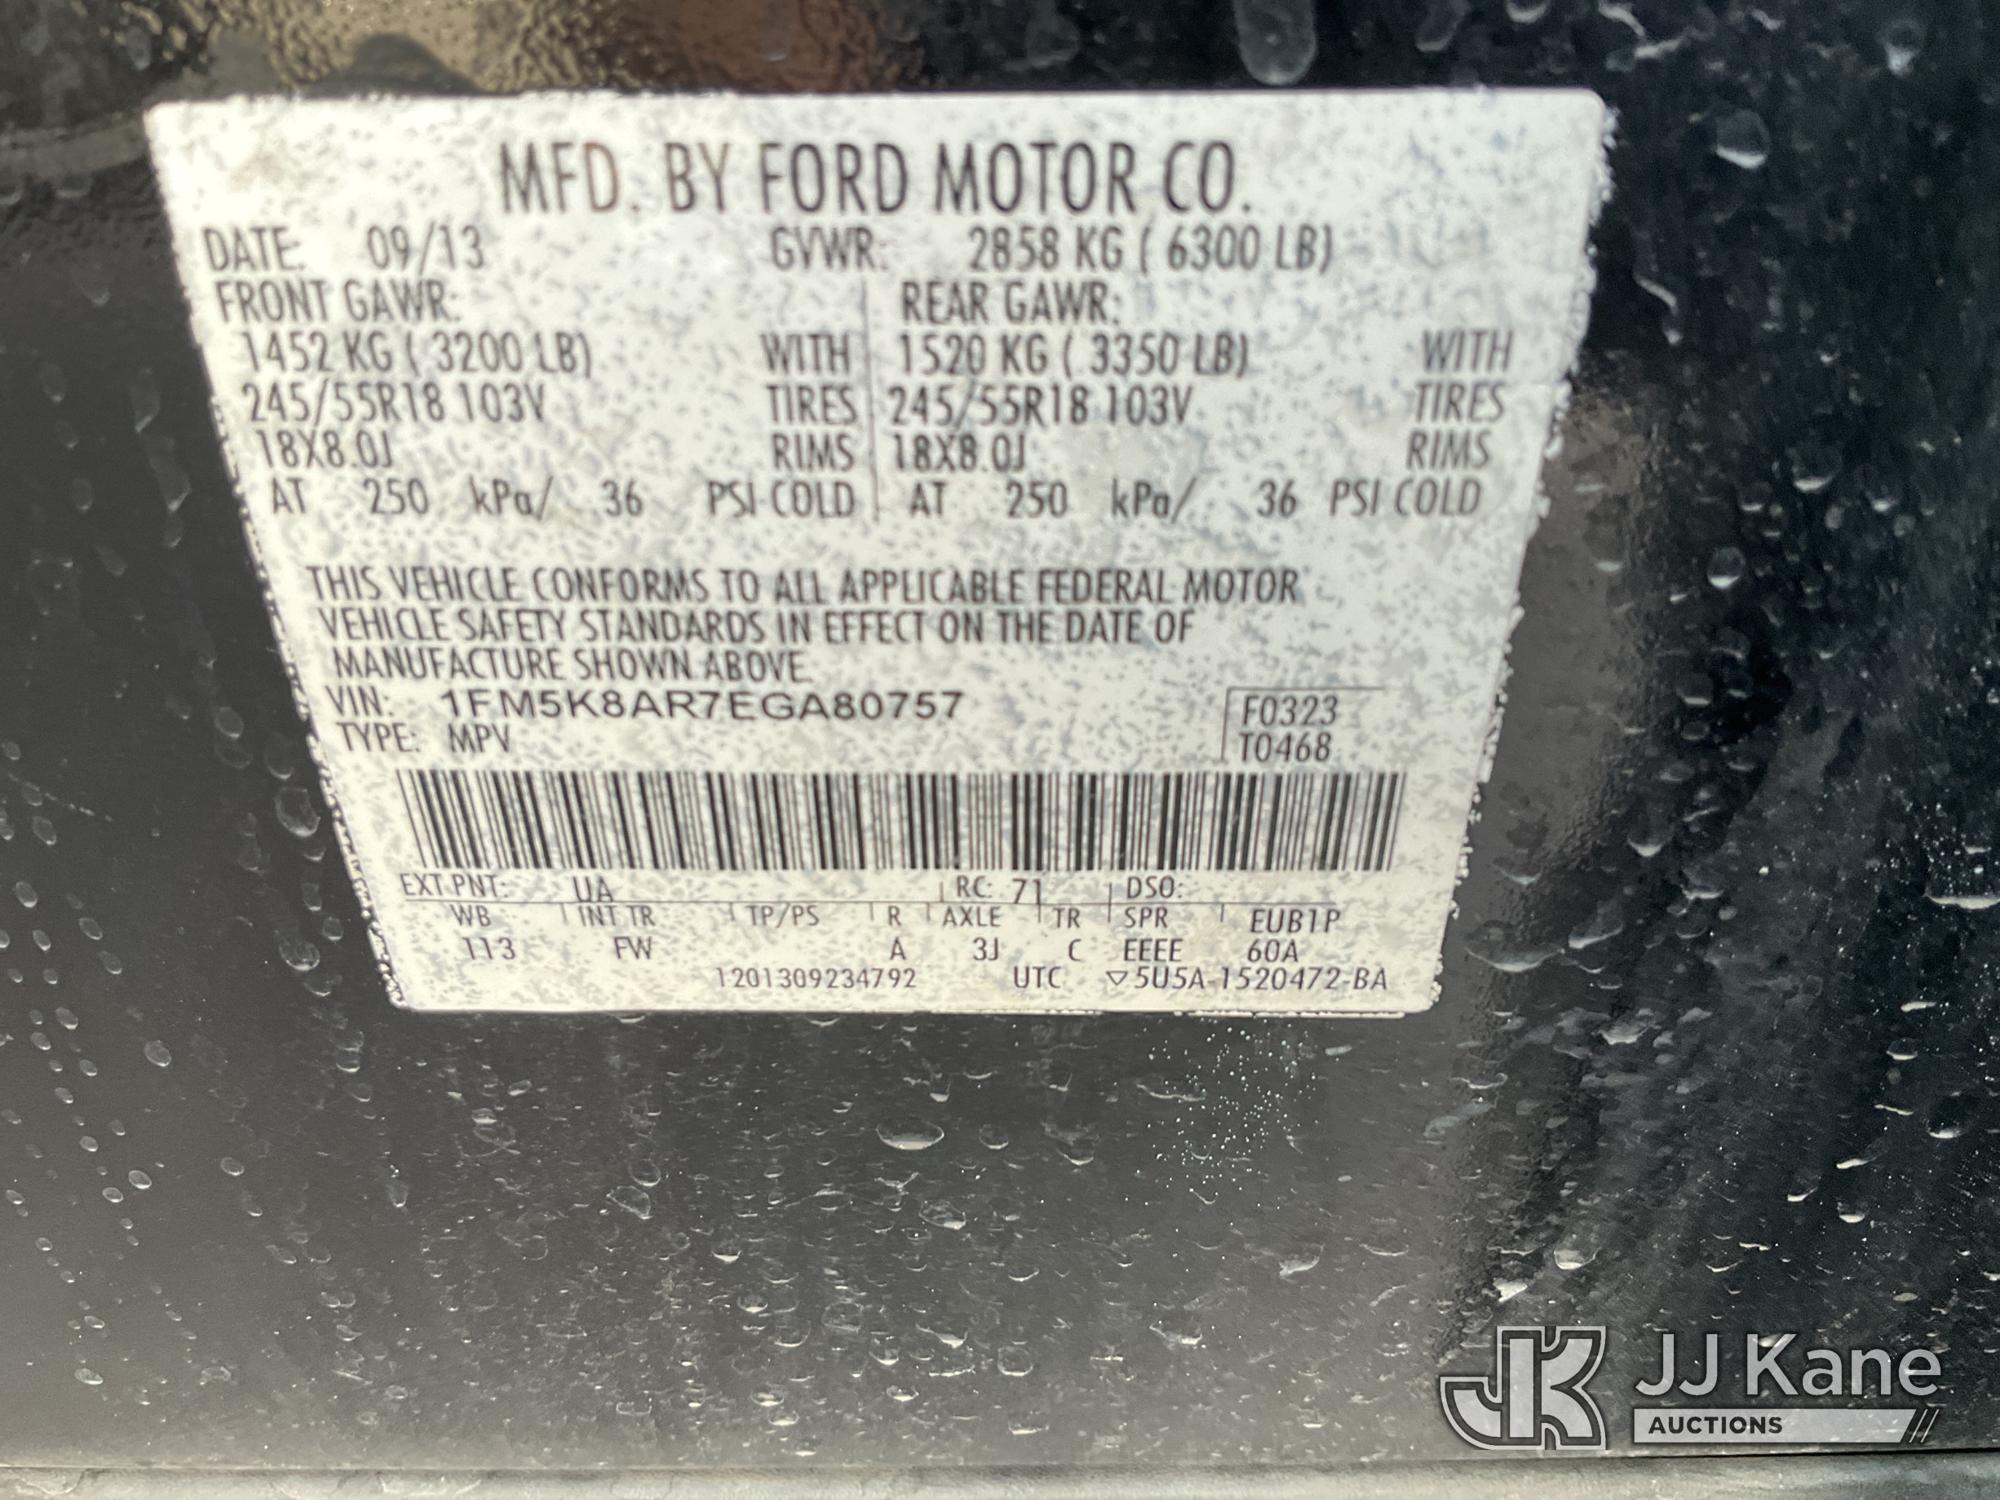 MFD. BY FORD MOTOR CO.
DATE: 09/13 GVWR: 2858 KG ( 6300 LB)
FRONT GAWR: REAR GAWR:
1452 KG ( 3200 LB) WITH 1520 KG ( 3350 LB) WITH
245/55R18 103V TIRES 245/55R18 103V TIRES
18X8.0J RIMS 18X8.0J RIMS
AT 250 kPa/ 36 PSI COLD AT 250 kPa/ 36 PSI COLD
THIS VEHICLE CONFORMS TO ALL APPLICABLE FEDERAL MOTOR
VEHICLE SAFETY STANDARDS IN EFFECT ON THE DATE OF
MANUFACTURE SHOWN ABOVE.
VIN: 1FM5K8AR7EGA80757 F0323
TYPE: MPV T0468
EXT PNT: UA RC: 71 DSO:
WB INT TR TP/PS R AXLE TR SPR EUB1P
113 FW A 3J C EEEE 60A
1201309234792 UTC ▽5U5A-1520472-BA
JK JJ Kane
AUCTIONS